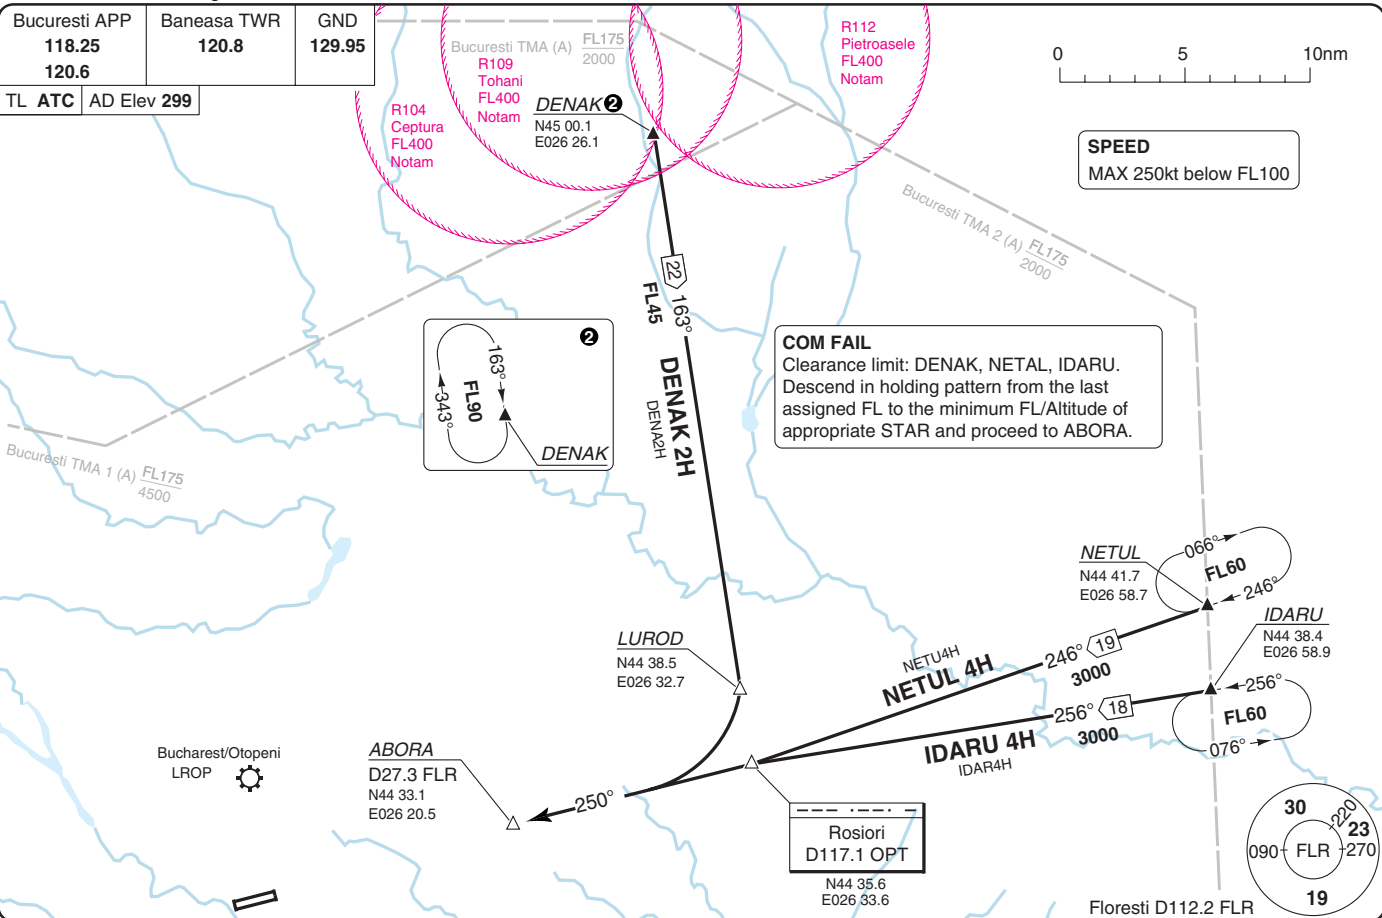 Bucuresti APP
118.25
120.6
Baneasa TWR
120.8
GND
129.95
TL ATC
AD Elev 299
Bucuresti TMA (A) FL175
2000
R109
Tohani
FL400
Notam
R104
Ceptura
FL400
Notam
R112
Pietroasele
FL400
Notam
DENAK 2
N45 00.1
E026 26.1
0 5 10nm
SPEED
MAX 250kt below FL100
Bucuresti TMA 2 (A) FL175
2000
22
163°
FL45
DENAK 2H
DENA2H
2
163°
FL90
343°
DENAK
COM FAIL
Clearance limit: DENAK, NETAL, IDARU.
Descend in holding pattern from the last
assigned FL to the minimum FL/Altitude of
appropriate STAR and proceed to ABORA.
Bucuresti TMA 1 (A) FL175
4500
NETUL
N44 41.7
E026 58.7
066°
FL60
246°
IDARU
N44 38.4
E026 58.9
256°
FL60
076°
LUROD
N44 38.5
E026 32.7
NETU4H
NETUL 4H
246° 19
3000
256° 18
3000
IDARU 4H
IDAR4H
Bucharest/Otopeni
LROP
ABORA
D27.3 FLR
N44 33.1
E026 20.5
250°
Rosiori
D117.1 OPT
N44 35.6
E026 33.6
30
220
23
090 FLR 270
19
Floresti D112.2 FLR